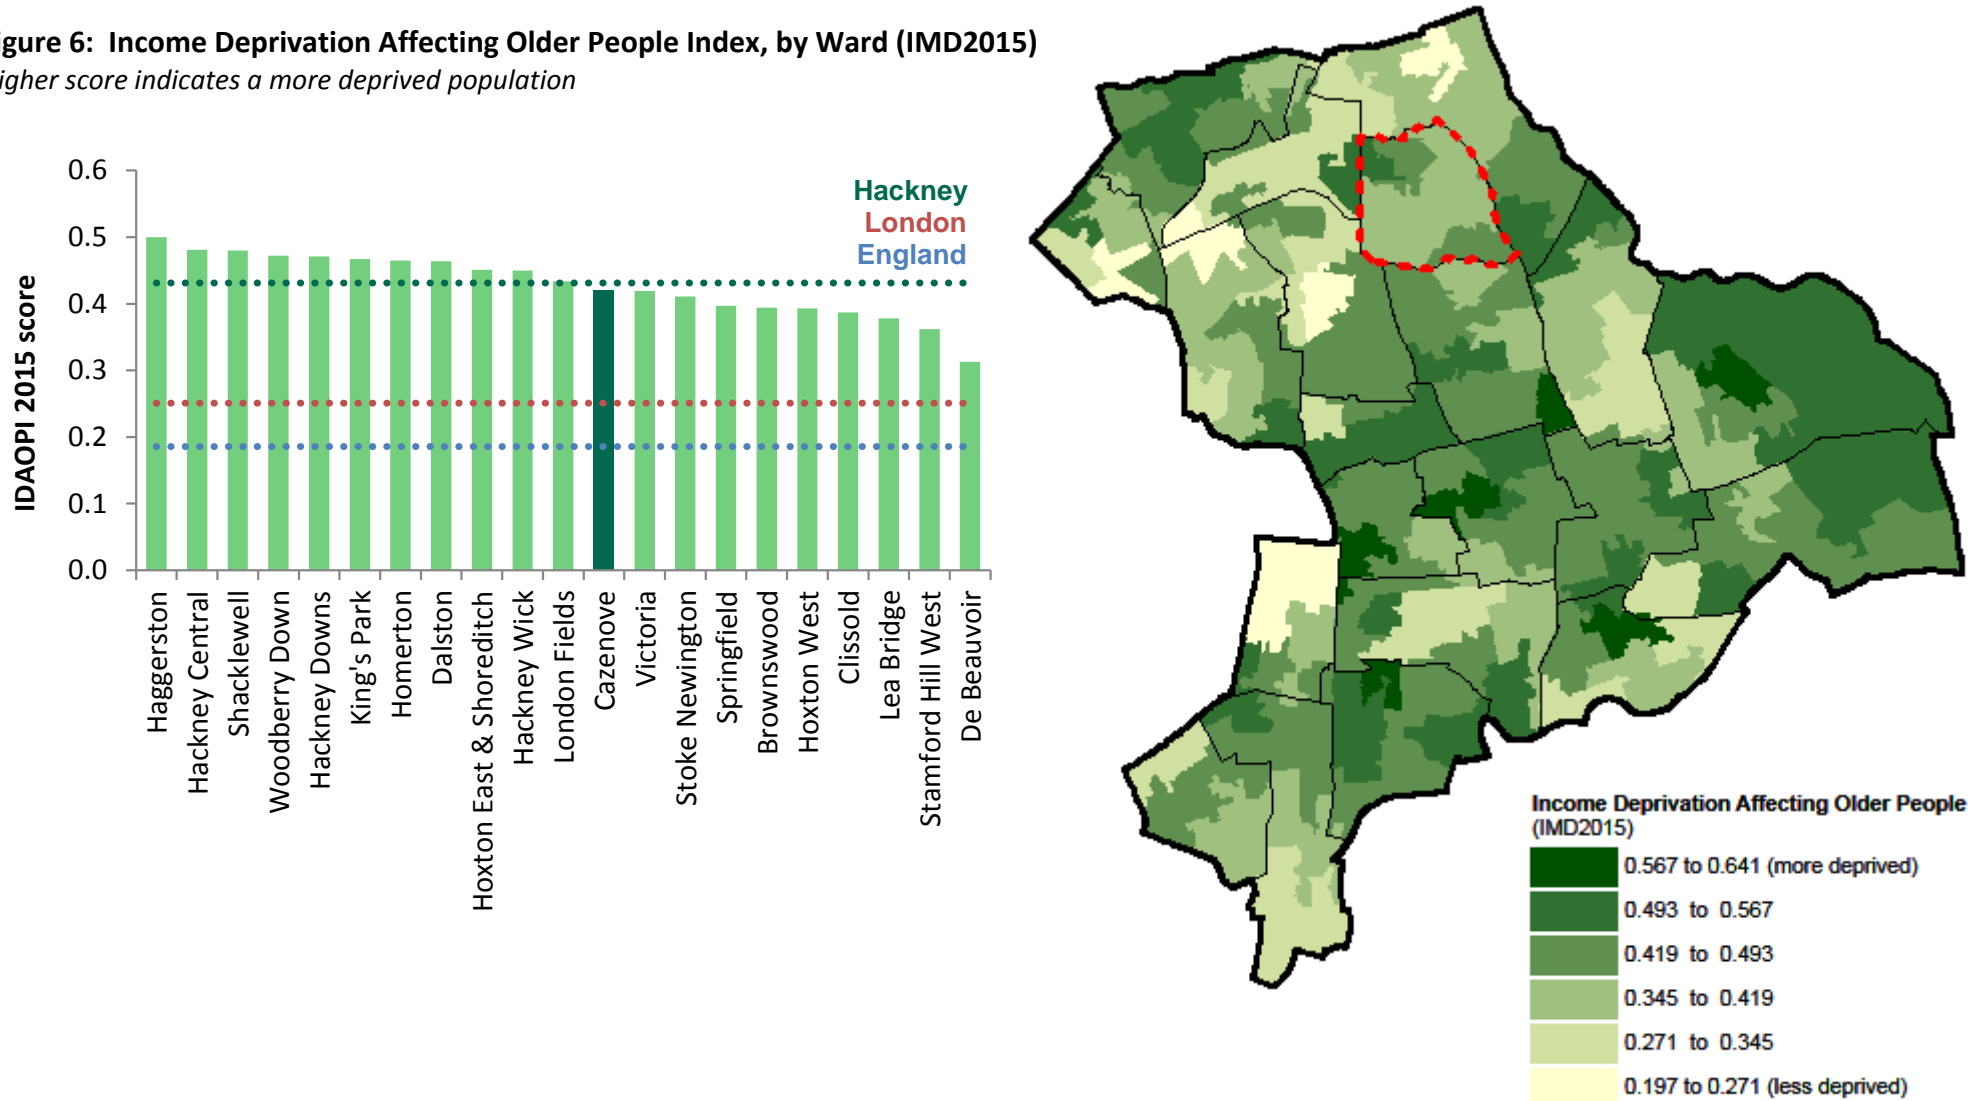 igure 6: Income Deprivation Affecting Older People Index, by Ward (IMD2015)
igher score indicates a more deprived population
IDAOPI 2015 score
0.6
0.5
0.4
0.3
0.2
0.1
0.0
Hackney
London
England
Haggerston
Hackney Central
Shacklewell
Woodberry Down
Hackney Downs
King's Park
Homerton
Dalston
Hoxton East & Shoreditch
Hackney Wick
London Fields
Cazenove
Victoria
Stoke Newington
Springfield
Brownswood
Hoxton West
Clissold
Lea Bridge
Stamford Hill West
De Beauvoir
Income Deprivation Affecting Older People
(IMD2015)
0.567 to 0.641 (more deprived)
0.493 to 0.567
0.419 to 0.493
0.345 to 0.419
0.271 to 0.345
0.197 to 0.271 (less deprived)